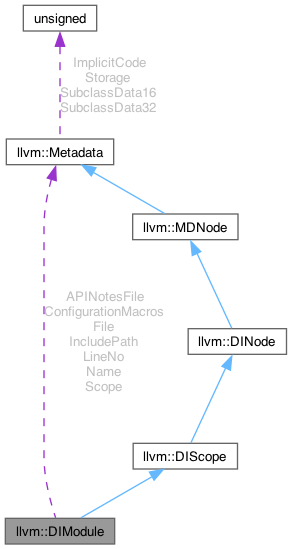 unsigned
ImplicitCode
Storage
SubclassData16
SubclassData32
llvm::Metadata
llvm::MDNode
APINotesFile
ConfigurationMacros
File
IncludePath
LineNo
Name
Scope
llvm::DINode
llvm::DIScope
llvm::DIModule